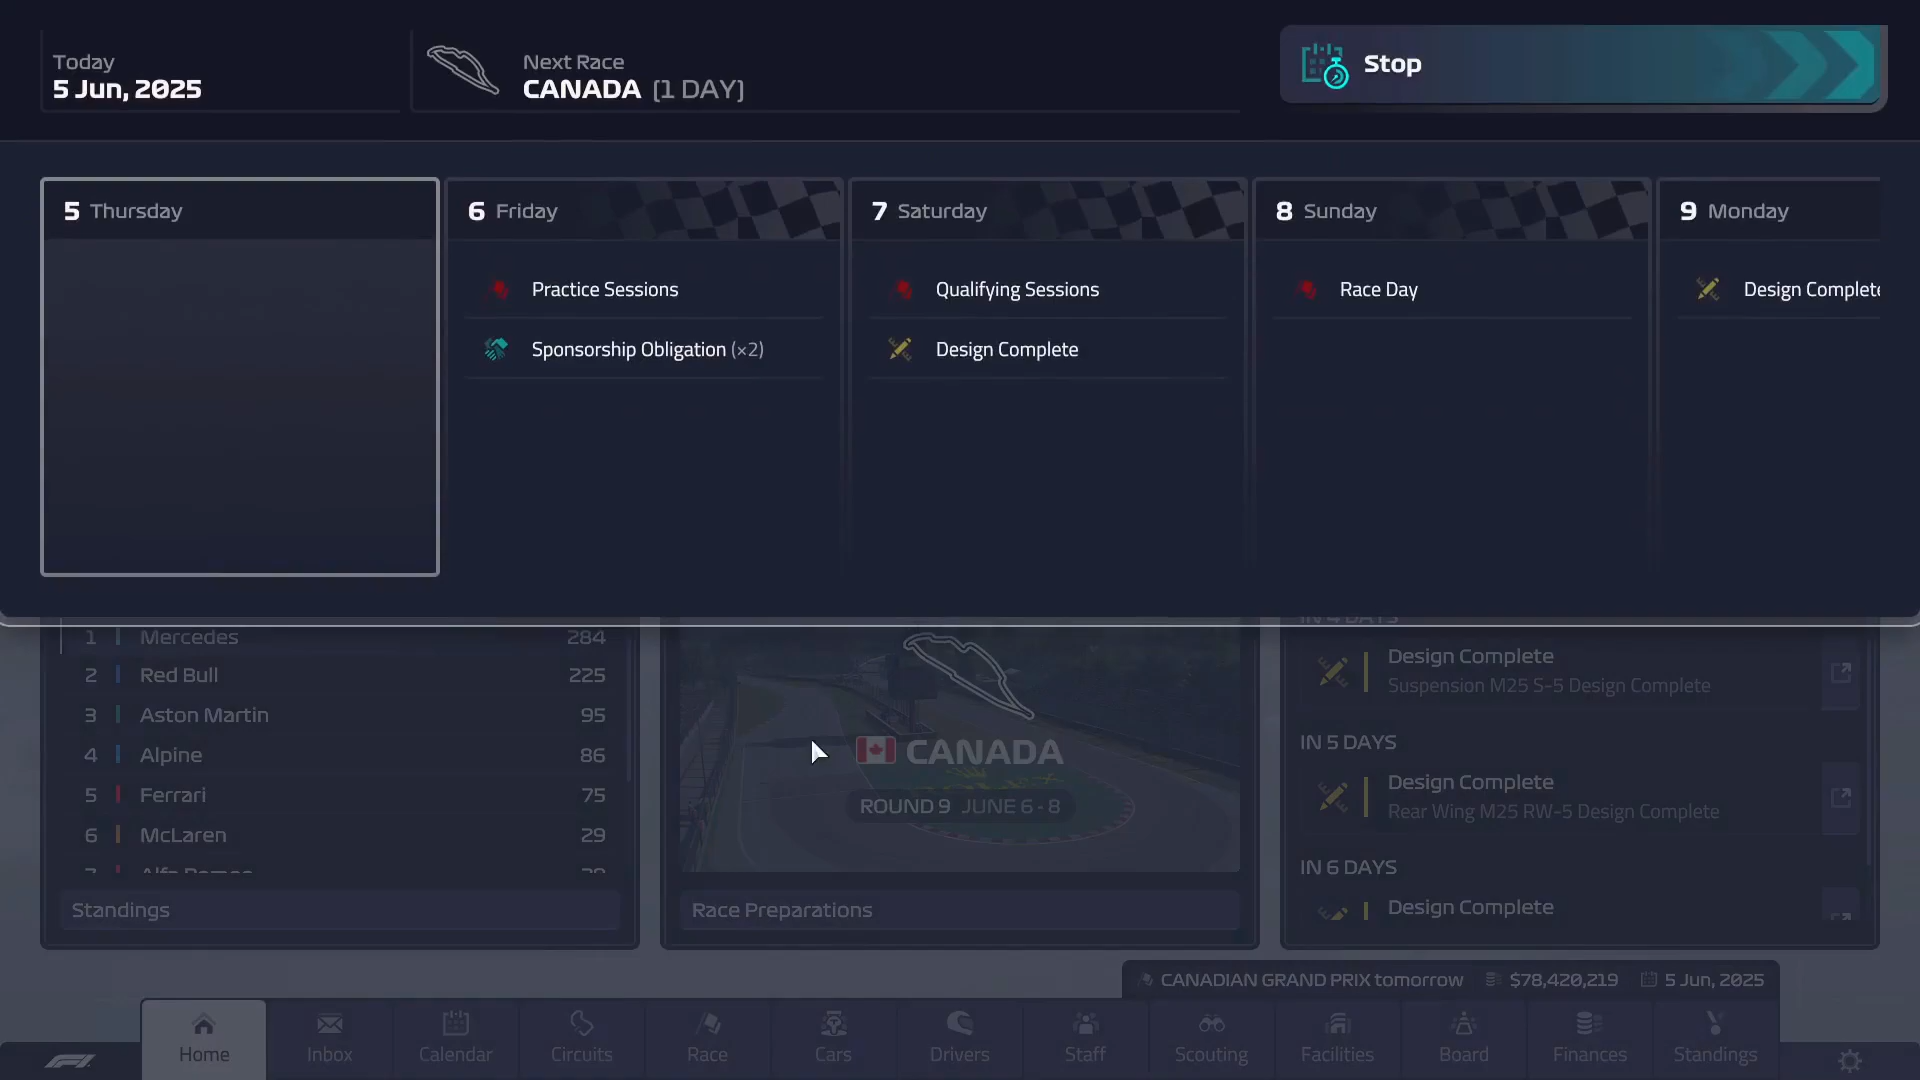 Today
5 Jun, 2025
Next Race
CANADA [1 DAY]
Stop
5 Thursday
6 Friday
Practice Sessions
Sponsorship Obligation (×2)
7 Saturday
Qualifying Sessions
Design Complete
8 Sunday
Race Day
9 Monday
Design Complete
1 Mercedes 284
2 Red Bull 225
3 Aston Martin 95
4 Alpine 86
5 Ferrari 75
6 McLaren 29
Standings
CANADA
ROUND 9 JUNE 6 - 8
Race Preparations
IN 4 DAYS
Design Complete
Suspension M25 S-5 Design Complete
IN 5 DAYS
Design Complete
Rear Wing M25 RW-5 Design Complete
IN 6 DAYS
Design Complete
CANADIAN GRAND PRIX tomorrow $78,420,219 5 Jun, 2025
Home
Inbox
Calendar
Circuits
Race
Cars
Drivers
Staff
Scouting
Facilities
Board
Finances
Standings